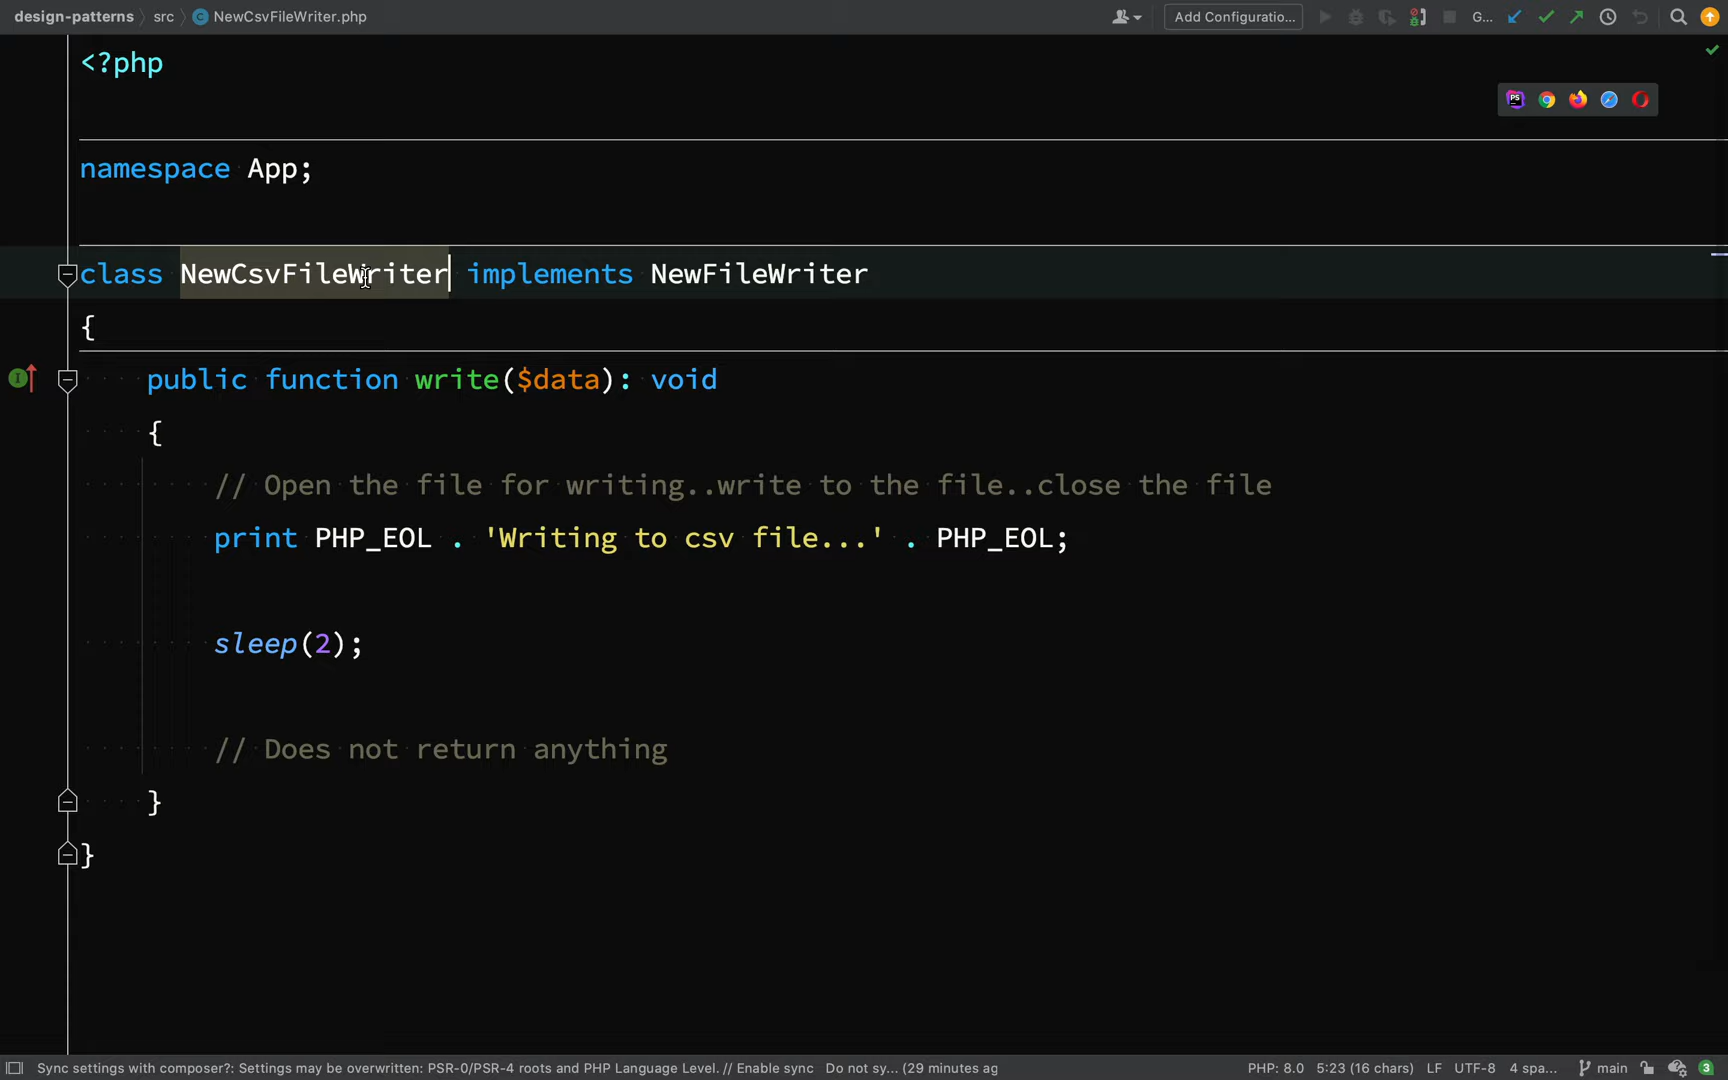 design-patterns src NewCsvFileWriter.php Add Configuratio... G...
<?php
PS
namespace App;
class NewCsvFileWriter implements NewFileWriter
{
I
public function write($data): void
{
// Open the file for writing..write to the file..close the file
print PHP_EOL . 'Writing to csv file...' . PHP_EOL;
sleep(2);
// Does not return anything
}
}
Sync settings with composer?: Settings may be overwritten: PSR-0/PSR-4 roots and PHP Language Level. // Enable sync Do not sy... (29 minutes ag PHP: 8.0 5:23 (16 chars) LF UTF-8 4 spa... main 3